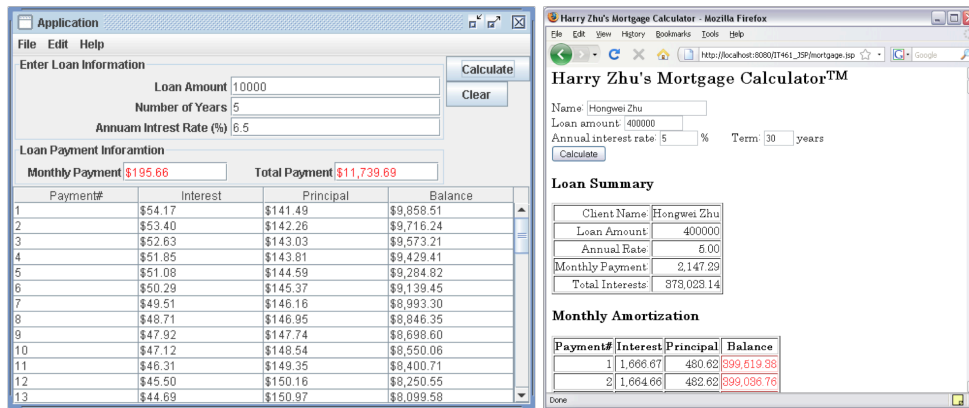 Application
File Edit Help
Enter Loan Information
Loan Amount 10000
Number of Years 5
Annuam Intrest Rate (%) 6.5
Calculate
Clear
Loan Payment Inforamtion
Monthly Payment $195.66 Total Payment $11,739.69
Payment# Interest Principal Balance
1 $54.17 $141.49 $9,858.51
2 $53.40 $142.26 $9,716.24
3 $52.63 $143.03 $9,573.21
4 $51.85 $143.81 $9,429.41
5 $51.08 $144.59 $9,284.82
6 $50.29 $145.37 $9,139.45
7 $49.51 $146.16 $8,993.30
8 $48.71 $146.95 $8,846.35
9 $47.92 $147.74 $8,698.60
10 $47.12 $148.54 $8,550.06
11 $46.31 $149.35 $8,400.71
12 $45.50 $150.16 $8,250.55
13 $44.69 $150.97 $8,099.58
Harry Zhu's Mortgage Calculator - Mozilla Firefox
File Edit View History Bookmarks Tools Help
http://localhost:8080/IT461_JSP/mortgage.jsp Google
Harry Zhu's Mortgage Calculator™
Name: Hongwei Zhu
Loan amount: 400000
Annual interest rate: 5 % Term: 30 years
Calculate
Loan Summary
Client Name: Hongwei Zhu
Loan Amount: 400000
Annual Rate: 5.00
Monthly Payment: 2,147.29
Total Interests: 373,023.14
Monthly Amortization
Payment# Interest Principal Balance
1 1,666.67 480.62 399,519.38
2 1,664.66 482.62 399,036.76
Done